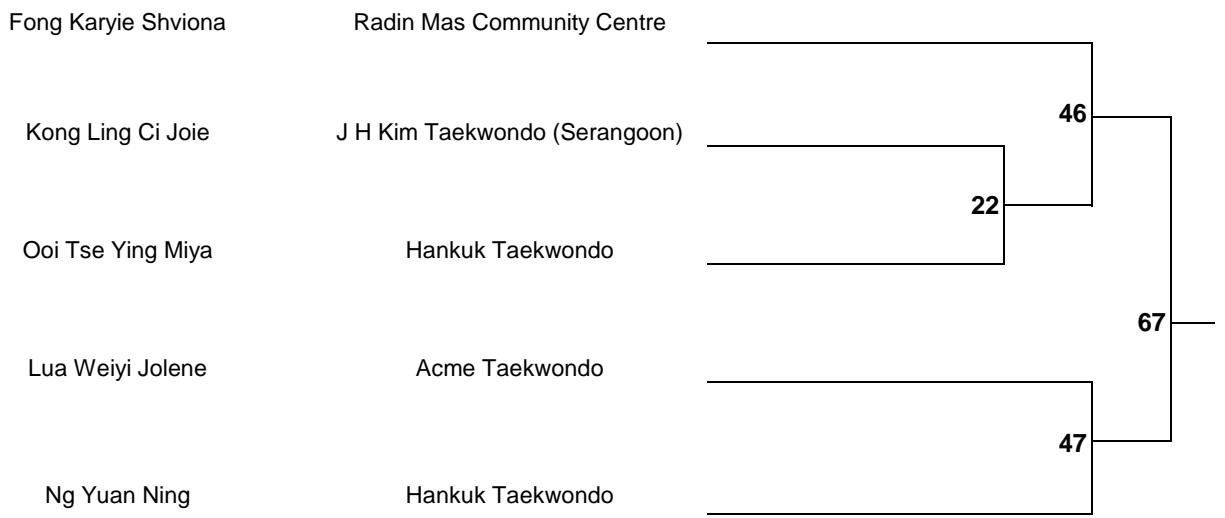 Fong Karyie Shviona Radin Mas Community Centre
46
Kong Ling Ci Joie J H Kim Taekwondo (Serangoon)
22
Ooi Tse Ying Miya Hankuk Taekwondo
67
Lua Weiyi Jolene Acme Taekwondo
47
Ng Yuan Ning Hankuk Taekwondo